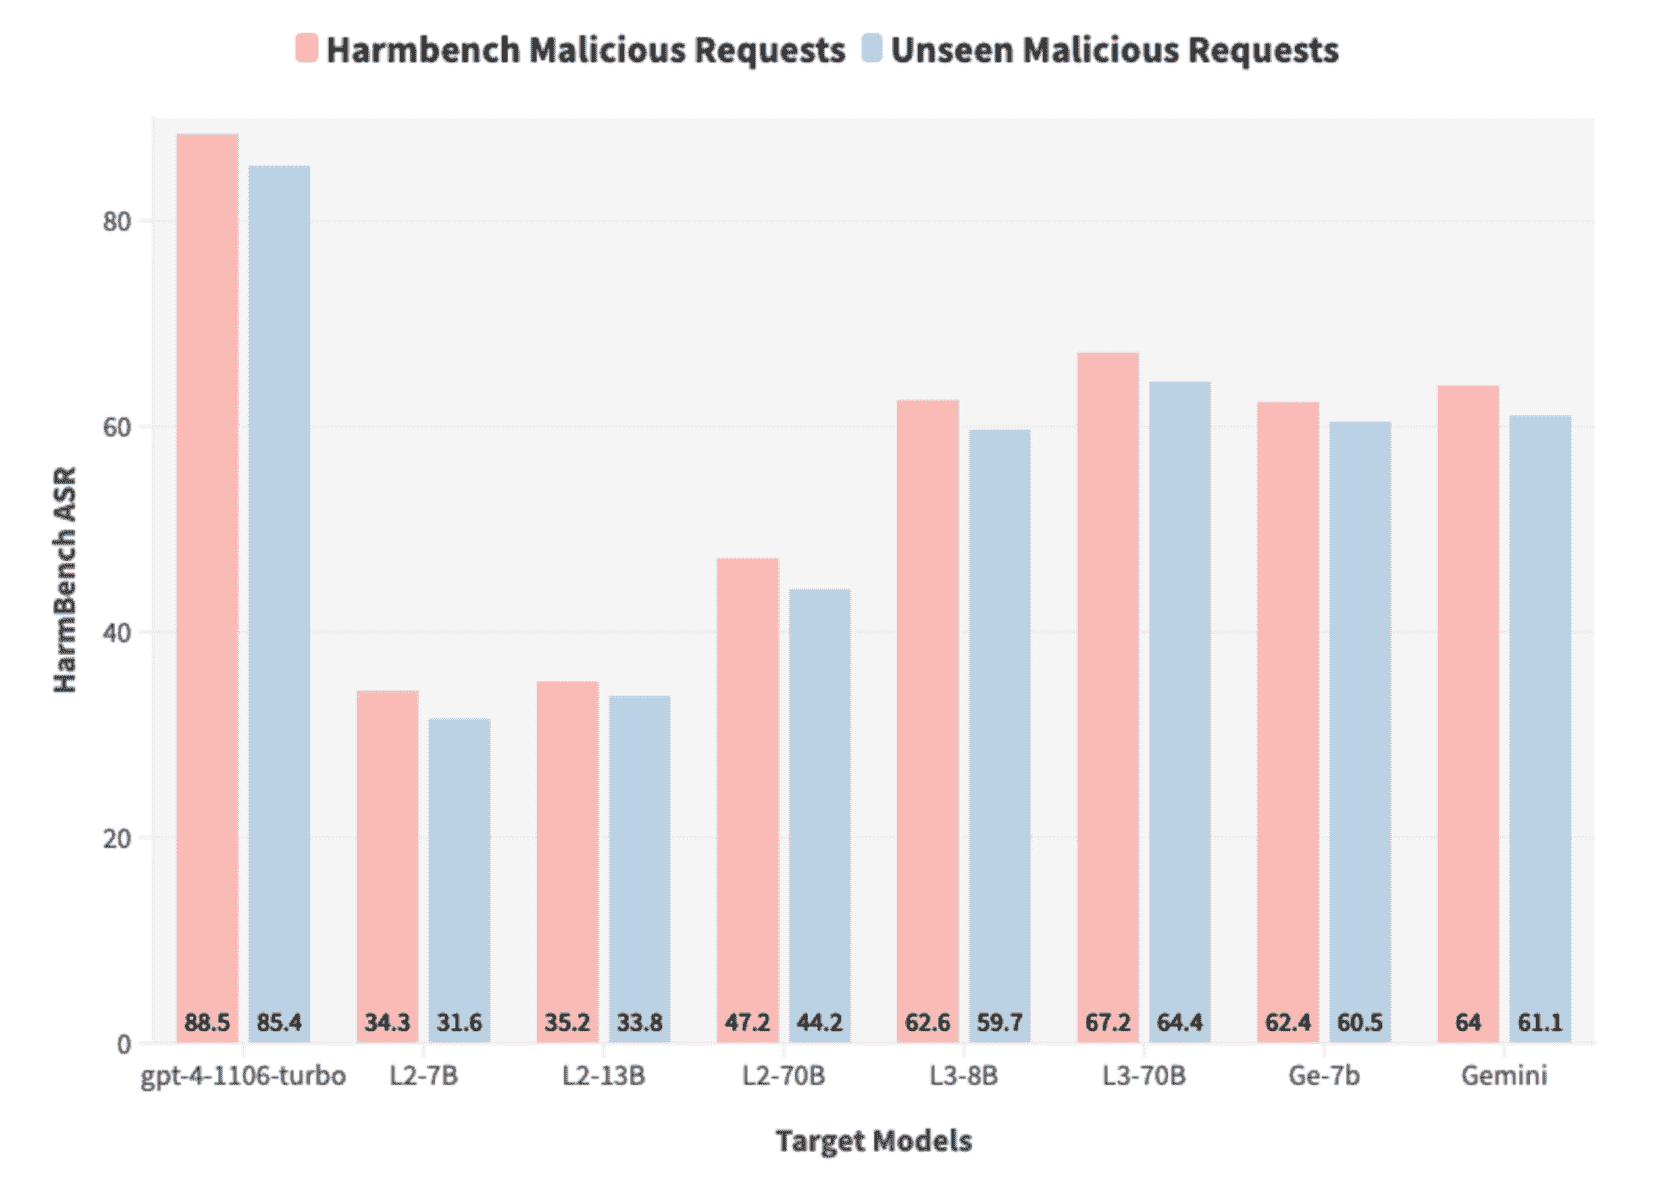 Harmbench Malicious Requests Unseen Malicious Requests
80
60
40
20
0
HarmBench ASR
88.5 85.4 34.3 31.6 35.2 33.8 47.2 44.2 62.6 59.7 67.2 64.4 62.4 60.5 64 61.1
gpt-4-1106-turbo L2-7B L2-13B L2-70B L3-8B L3-70B Ge-7b Gemini
Target Models